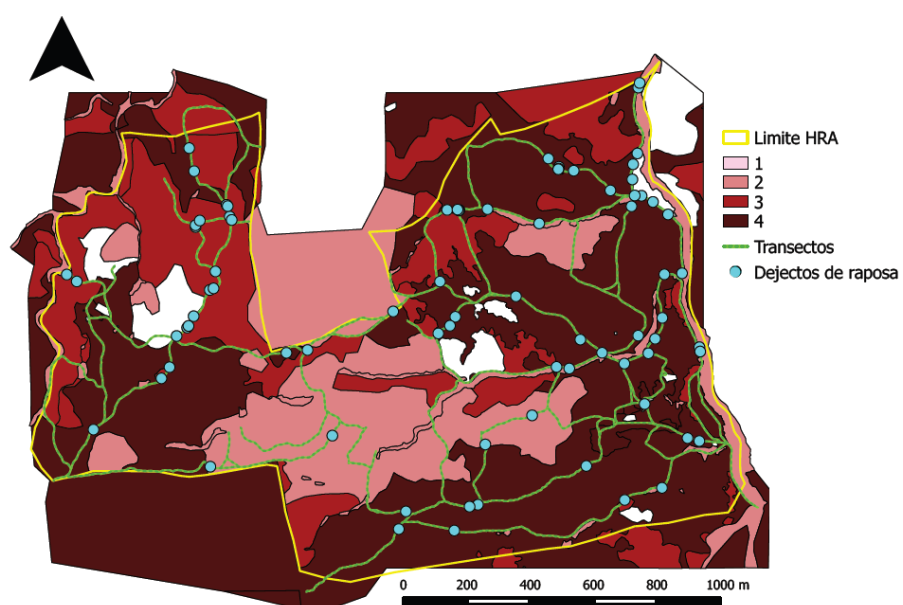 Limite HRA
1
2
3
4
Transectos
Dejectos de raposa
0 200 400 600 800 1000 m